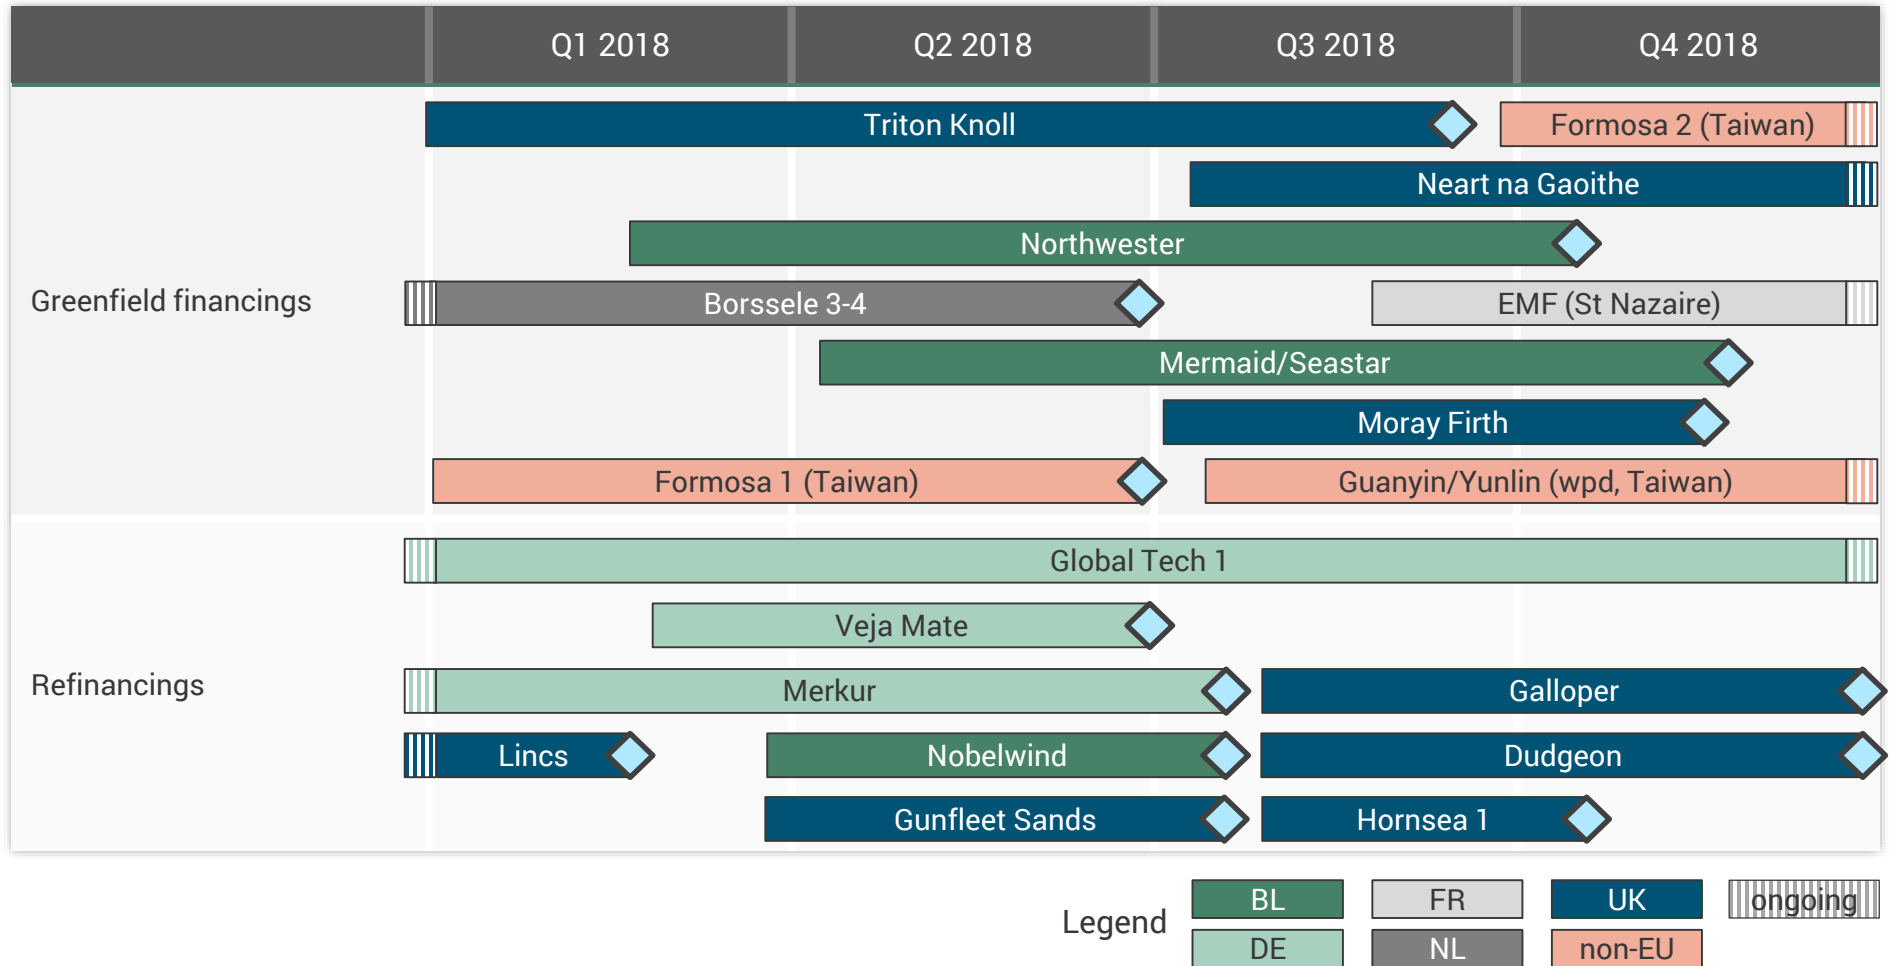 Q1 2018 Q2 2018 Q3 2018 Q4 2018
Triton Knoll Formosa 2 (Taiwan)
Neart na Gaoithe
Northwester
Greenfield financings Borssele 3-4 EMF (St Nazaire)
Mermaid/Seastar
Moray Firth
Formosa 1 (Taiwan) Guanyin/Yunlin (wpd, Taiwan)
Global Tech 1
Veja Mate
Refinancings Merkur Galloper
Lincs Nobelwind Dudgeon
Gunfleet Sands Hornsea 1
Legend BL FR UK ongoing
DE NL non-EU